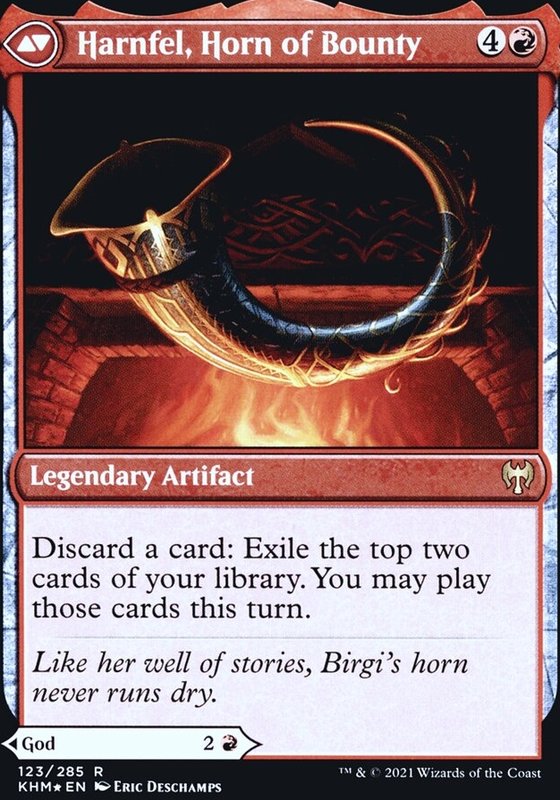 Harnfel, Horn of Bounty 4
Legendary Artifact
Discard a card: Exile the top two
cards of your library. You may play
those cards this turn.
Like her well of stories, Birgi's horn
never runs dry.
God 2
123/285 R
KHM★EN Eric Deschamps
™ & © 2021 Wizards of the Coast